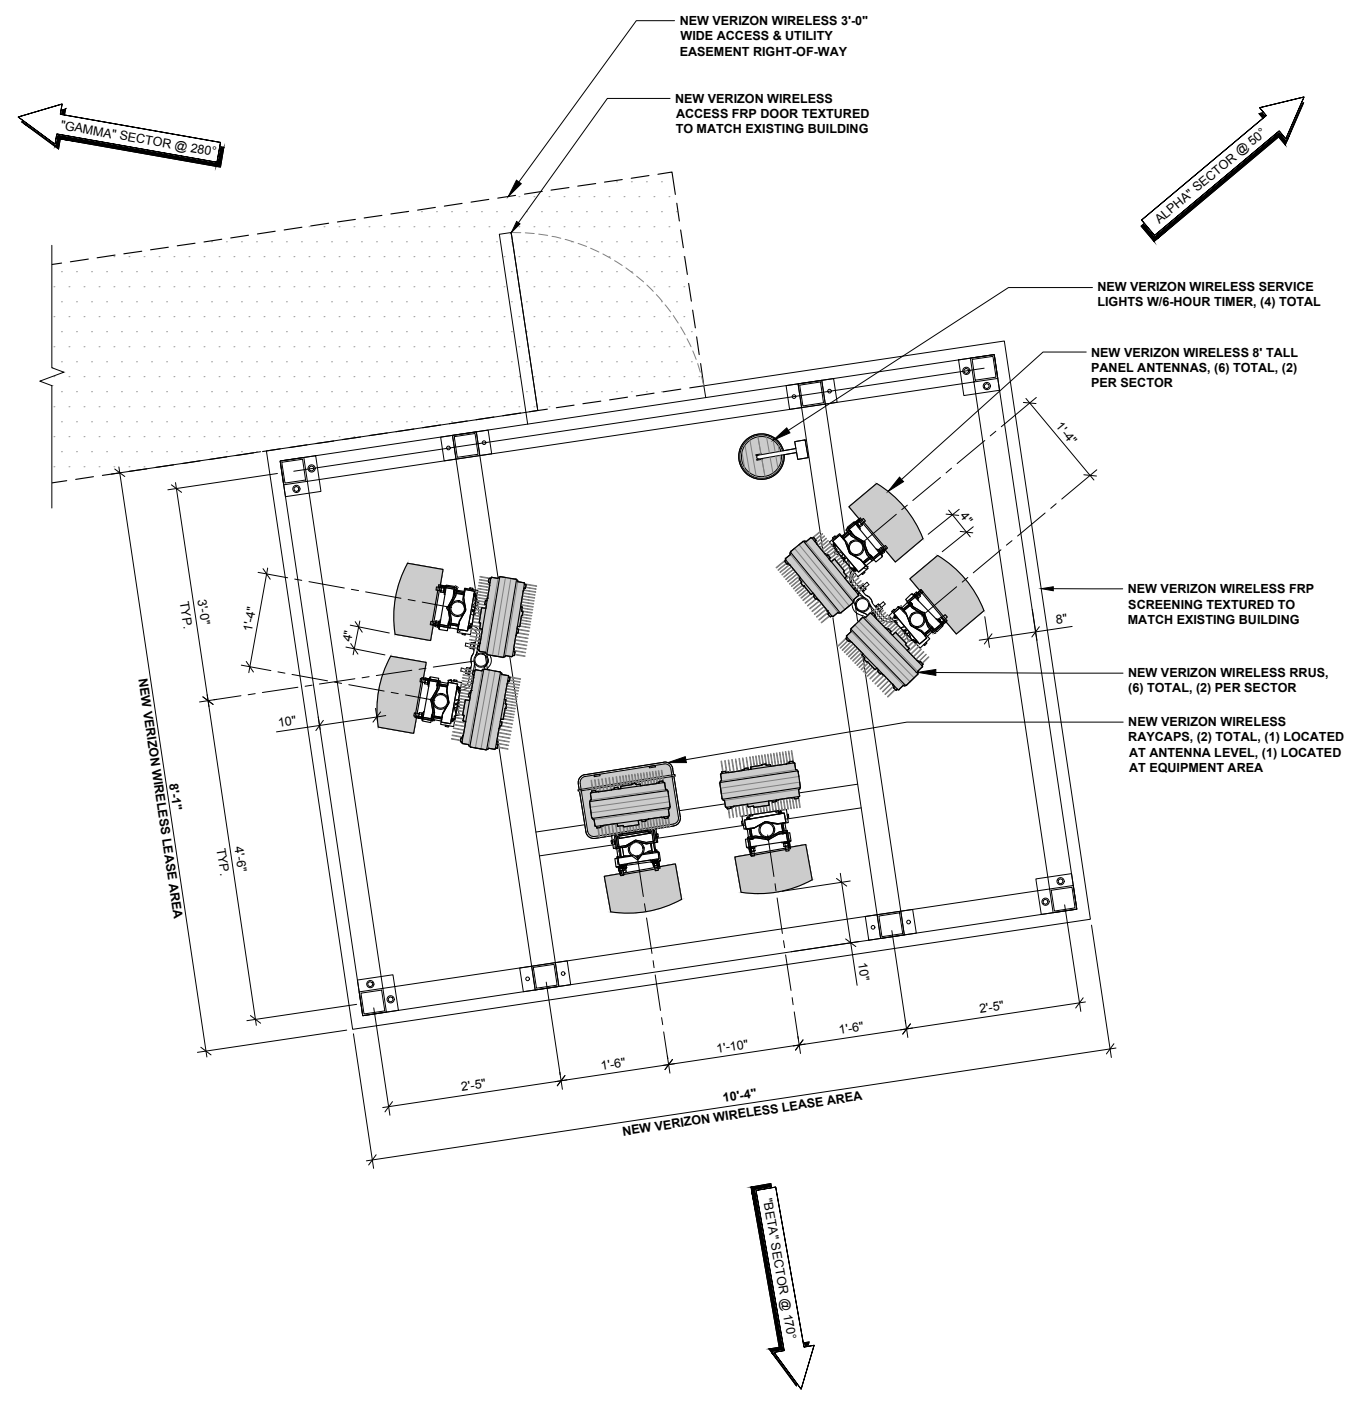 NEW VERIZON WIRELESS 3'-0"
WIDE ACCESS & UTILITY
EASEMENT RIGHT-OF-WAY
NEW VERIZON WIRELESS
ACCESS FRP DOOR TEXTURED
TO MATCH EXISTING BUILDING
"GAMMA" SECTOR @ 280°
ALPHA" SECTOR @ 50°
NEW VERIZON WIRELESS SERVICE
LIGHTS W/6-HOUR TIMER, (4) TOTAL
NEW VERIZON WIRELESS 8' TALL
PANEL ANTENNAS, (6) TOTAL, (2)
PER SECTOR
1'-4"
4"
NEW VERIZON WIRELESS FRP
SCREENING TEXTURED TO
MATCH EXISTING BUILDING
8"
NEW VERIZON WIRELESS RRUS,
(6) TOTAL, (2) PER SECTOR
NEW VERIZON WIRELESS
RAYCAPS, (2) TOTAL, (1) LOCATED
AT ANTENNA LEVEL, (1) LOCATED
AT EQUIPMENT AREA
3'-0"
TYP.
1'-4"
4"
10"
8'-1"
NEW VERIZON WIRELESS LEASE AREA
4'-6"
TYP.
10"
2'-5"
1'-6"
1'-10"
1'-6"
2'-5"
10'-4"
NEW VERIZON WIRELESS LEASE AREA
"BETA" SECTOR @ 170°